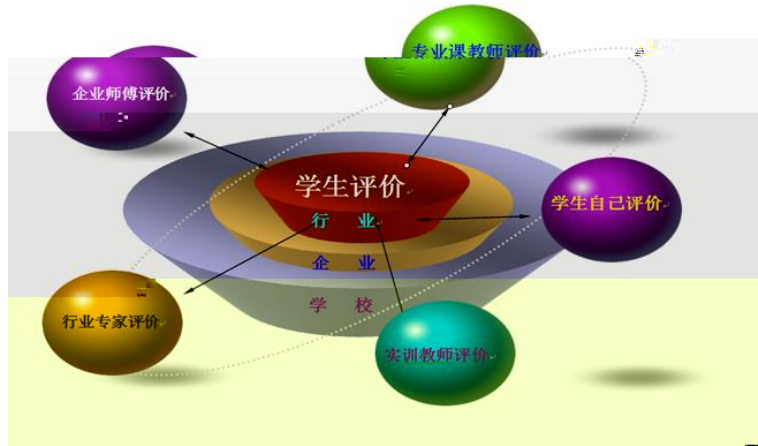 专业课教师评价
企业师傅评价
学生评价
学生自己评价
行 业
企 业
学 校
行业专家评价
实训教师评价